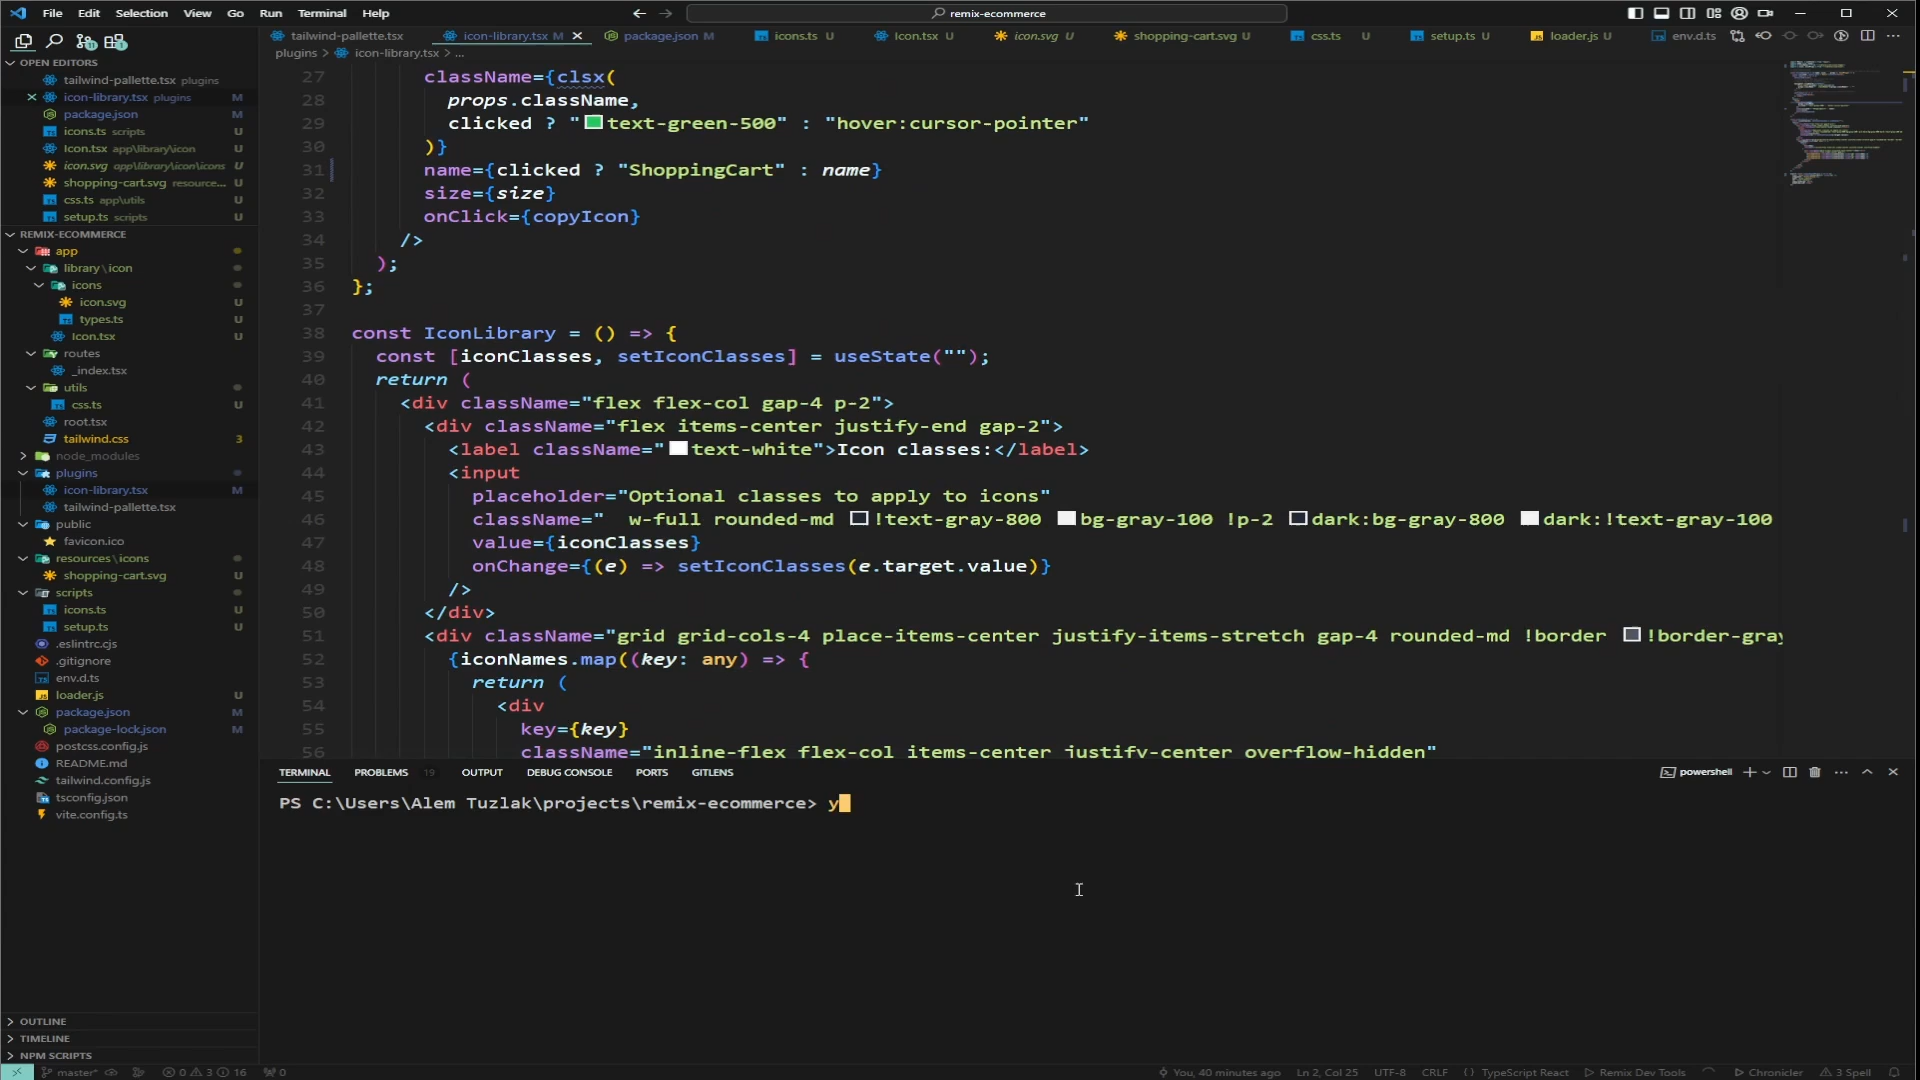 File Edit Selection View Go Run Terminal Help
remix-ecommerce
tailwind-pallette.tsx icon-library.tsx M package.json M icons.ts U Icon.tsx U icon.svg U shopping-cart.svg U css.ts U setup.ts U loader.js U env.d.ts
plugins > icon-library.tsx > ...
OPEN EDITORS
tailwind-pallette.tsx plugins
icon-library.tsx plugins M
package.json M
icons.ts scripts U
Icon.tsx app\library\icon U
icon.svg app\library\icon\icons U
shopping-cart.svg resource... U
css.ts app\utils U
setup.ts scripts U
REMIX-ECOMMERCE
app
library \ icon
icons
icon.svg U
types.ts U
Icon.tsx U
routes
_index.tsx
utils
css.ts U
root.tsx
tailwind.css 3
node_modules
plugins
icon-library.tsx M
tailwind-pallette.tsx
public
favicon.ico
resources \ icons
shopping-cart.svg U
scripts
icons.ts U
setup.ts U
.eslintrc.cjs
.gitignore
env.d.ts
loader.js U
package.json M
package-lock.json M
postcss.config.js
README.md
tailwind.config.js
tsconfig.json
vite.config.ts
OUTLINE
TIMELINE
NPM SCRIPTS
27 className={clsx(
28 props.className,
29 clicked ? "text-green-500" : "hover:cursor-pointer"
30 )}
31 name={clicked ? "ShoppingCart" : name}
32 size={size}
33 onClick={copyIcon}
34 />
35 );
36 };
37
38 const IconLibrary = () => {
39 const [iconClasses, setIconClasses] = useState("");
40 return (
41 <div className="flex flex-col gap-4 p-2">
42 <div className="flex items-center justify-end gap-2">
43 <label className="text-white">Icon classes:</label>
44 <input
45 placeholder="Optional classes to apply to icons"
46 className="  w-full rounded-md !text-gray-800 bg-gray-100 !p-2 dark:bg-gray-800 dark:!text-gray-100
47 value={iconClasses}
48 onChange={(e) => setIconClasses(e.target.value)}
49 />
50 </div>
51 <div className="grid grid-cols-4 place-items-center justify-items-stretch gap-4 rounded-md !border !border-gray
52 {iconNames.map((key: any) => {
53 return (
54 <div
55 key={key}
56 className="inline-flex flex-col items-center justify-center overflow-hidden"
TERMINAL PROBLEMS 19 OUTPUT DEBUG CONSOLE PORTS GITLENS
powershell
PS C:\Users\Alem Tuzlak\projects\remix-ecommerce> y
master* 0 3 16 0 You, 40 minutes ago Ln 2, Col 25 UTF-8 CRLF { } TypeScript React Remix Dev Tools Chronicler 3 Spell